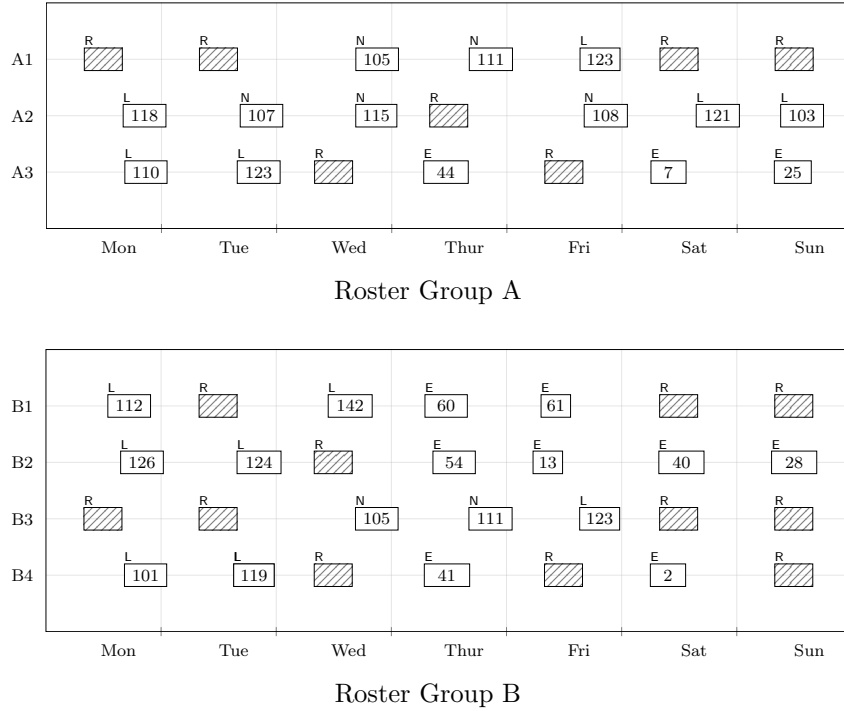 R R N N L R R
A1 105 111 123
L N N R N L L
A2 118 107 115 108 121 103
L L R E R E E
A3 110 123 44 7 25
Mon Tue Wed Thur Fri Sat Sun
Roster Group A
L R L E E R R
B1 112 142 60 61
L L R E E E E
B2 126 124 54 13 40 28
R R N N L R R
B3 105 111 123
L L R E R E R
B4 101 119 41 2
Mon Tue Wed Thur Fri Sat Sun
Roster Group B